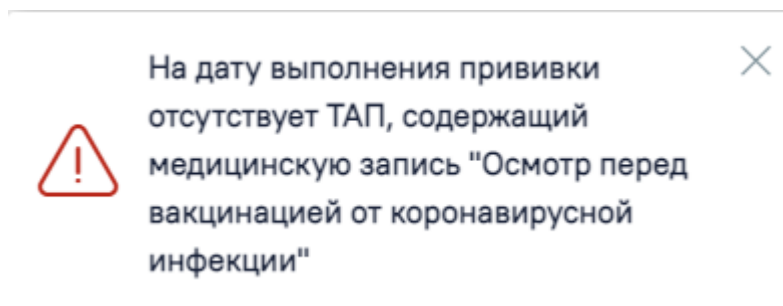 На дату выполнения прививки
отсутствует ТАП, содержащий
медицинскую запись "Осмотр перед
вакцинацией от коронавирусной
инфекции"